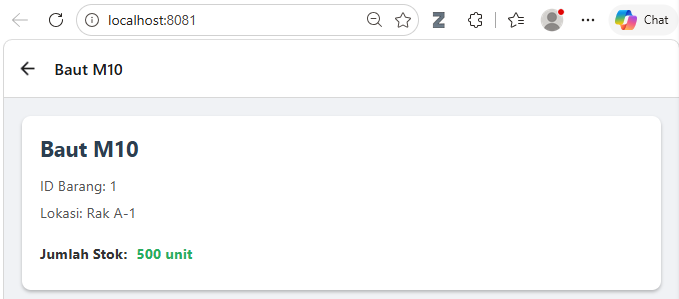 localhost:8081
Chat
Baut M10
Baut M10
ID Barang: 1
Lokasi: Rak A-1
Jumlah Stok: 500 unit